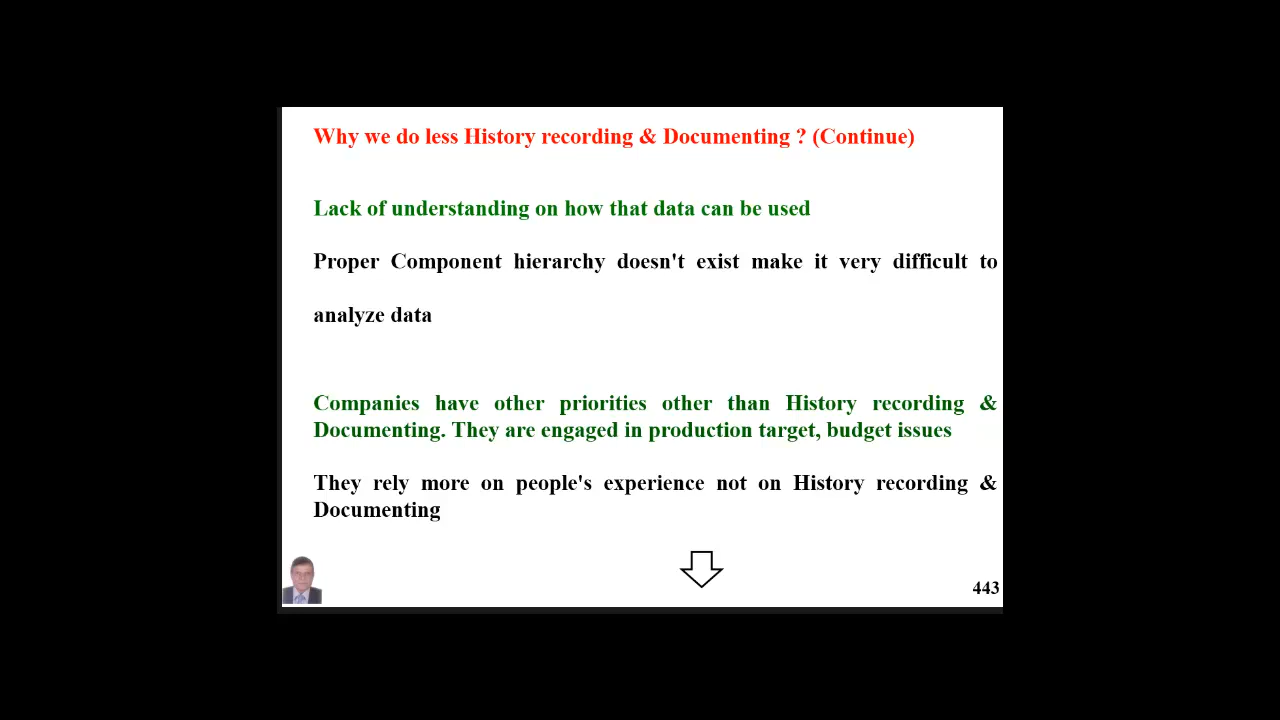 Why we do less History recording & Documenting ? (Continue)
Lack of understanding on how that data can be used
Proper Component hierarchy doesn't exist make it very difficult to
analyze data
Companies have other priorities other than History recording &
Documenting. They are engaged in production target, budget issues
They rely more on people's experience not on History recording &
Documenting
443